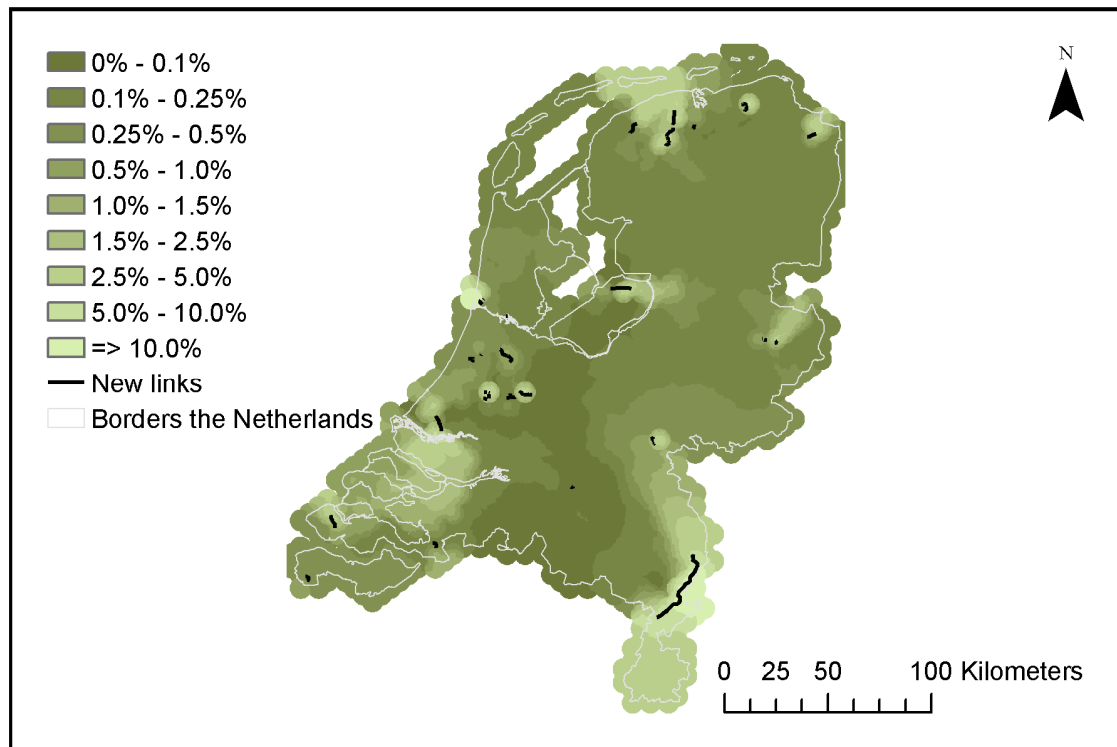 0% - 0.1%
0.1% - 0.25%
0.25% - 0.5%
0.5% - 1.0%
1.0% - 1.5%
1.5% - 2.5%
2.5% - 5.0%
5.0% - 10.0%
=> 10.0%
New links
Borders the Netherlands
N
0 25 50 100 Kilometers